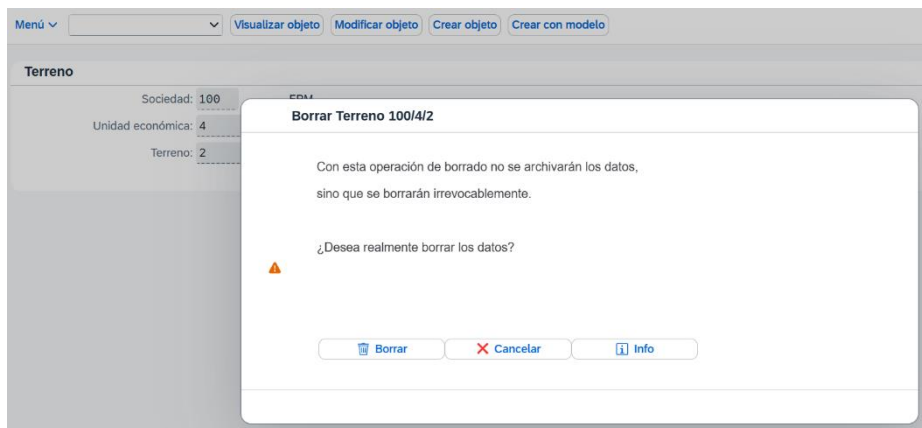 Menú Visualizar objeto Modificar objeto Crear objeto Crear con modelo
Terreno
Sociedad: 100
Unidad económica: 4
Terreno: 2
Borrar Terreno 100/4/2
Con esta operación de borrado no se archivarán los datos,
sino que se borrarán irrevocablemente.
¿Desea realmente borrar los datos?
Borrar Cancelar Info